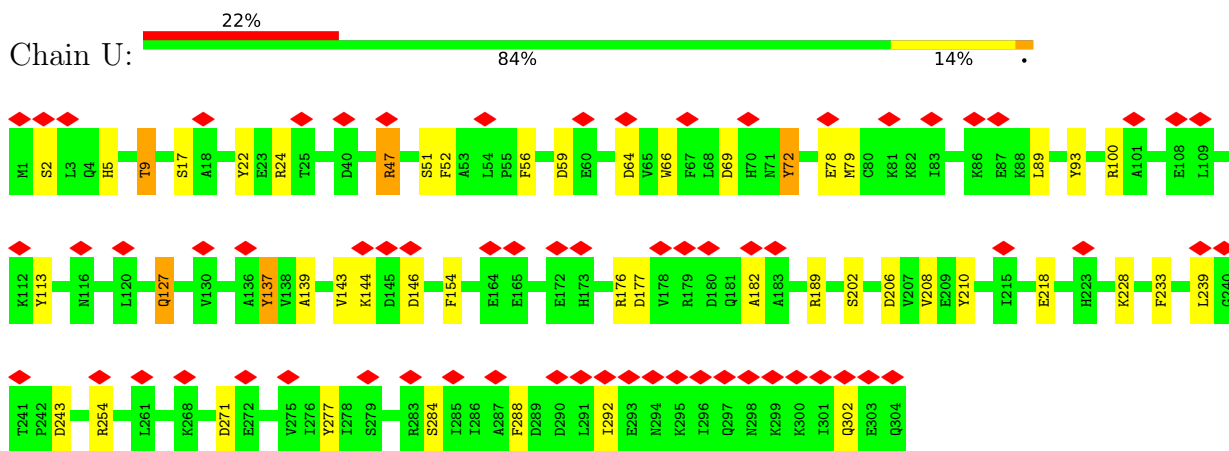 22%
Chain U:
84% 14% •
M1 S2 L3 Q4 H5 T9 S17 A18 Y22 E23 R24 T25 D40 R47 S51 F52 A53 L54 P55 F56 D59 E60 D64 V65 W66 F67 L68 D69 H70 N71 Y72 E78 M79 C80 K81 K82 I83 K86 E87 K88 L89 Y93 R100 A101 E108 L109
K112 Y113 N116 L120 Q127 V130 A136 Y137 V138 A139 V143 K144 D145 D146 F154 E164 E165 E172 H173 R176 D177 V178 R179 D180 Q181 A182 A183 R189 S202 D206 V207 V208 E209 Y210 I215 E218 H223 K228 F233 L239 G240
T241 P242 D243 R254 L261 K268 D271 E272 V275 I276 Y277 I278 S279 R283 S284 I285 I286 A287 F288 D289 D290 L291 I292 E293 N294 K295 I296 Q297 N298 K299 K300 I301 Q302 E303 Q304